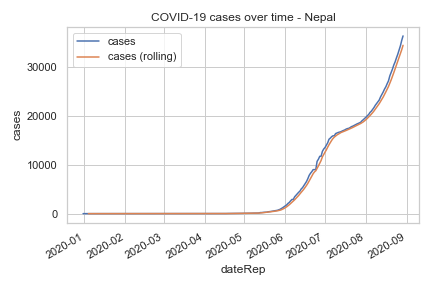 COVID-19 cases over time - Nepal
cases
cases (rolling)
cases
30000
20000
10000
0
2020-01
2020-02
2020-03
2020-04
2020-05
2020-06
2020-07
2020-08
2020-09
dateRep